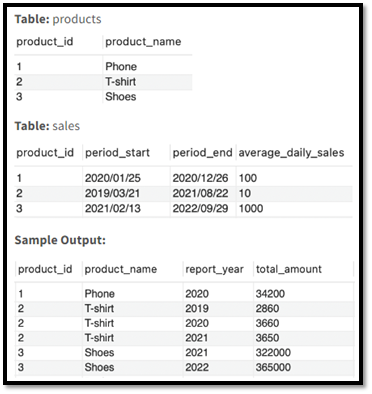 Table: products
product_id product_name
1 Phone
2 T-shirt
3 Shoes
Table: sales
product_id period_start period_end average_daily_sales
1 2020/01/25 2020/12/26 100
2 2019/03/21 2021/08/22 10
3 2021/02/13 2022/09/29 1000
Sample Output:
product_id product_name report_year total_amount
1 Phone 2020 34200
2 T-shirt 2019 2860
2 T-shirt 2020 3660
2 T-shirt 2021 3650
3 Shoes 2021 322000
3 Shoes 2022 365000